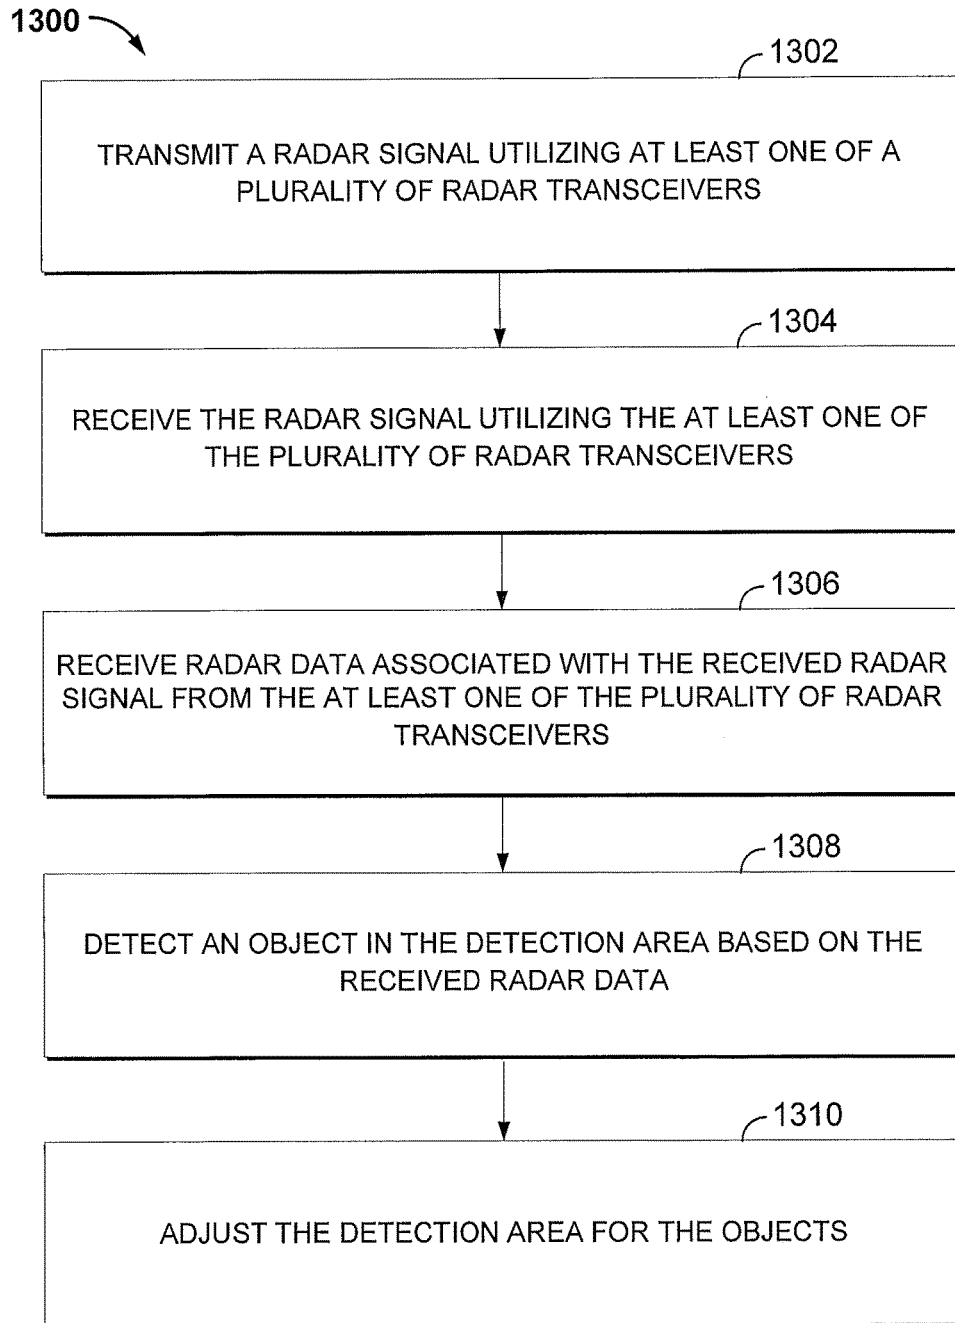 1300
1302
TRANSMIT A RADAR SIGNAL UTILIZING AT LEAST ONE OF A
PLURALITY OF RADAR TRANSCEIVERS
1304
RECEIVE THE RADAR SIGNAL UTILIZING THE AT LEAST ONE OF
THE PLURALITY OF RADAR TRANSCEIVERS
1306
RECEIVE RADAR DATA ASSOCIATED WITH THE RECEIVED RADAR
SIGNAL FROM THE AT LEAST ONE OF THE PLURALITY OF RADAR
TRANSCEIVERS
1308
DETECT AN OBJECT IN THE DETECTION AREA BASED ON THE
RECEIVED RADAR DATA
1310
ADJUST THE DETECTION AREA FOR THE OBJECTS